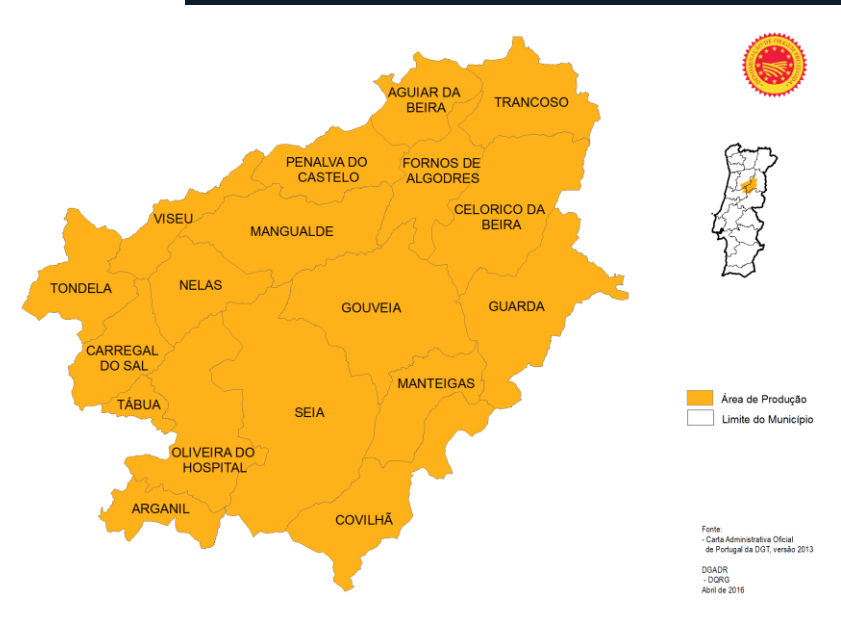 AGUIAR DA
BEIRA
TRANCOSO
PENALVA DO
CASTELO
FORNOS DE
ALGODRES
VISEU
MANGUALDE
CELORICO DA
BEIRA
TONDELA
NELAS
GOUVEIA
GUARDA
CARREGAL
DO SAL
MANTEIGAS
TÁBUA
SEIA
OLIVEIRA DO
HOSPITAL
ARGANIL
COVILHÃ
Área de Produção
Limite do Município
Fonte:
- Carta Administrativa Oficial
de Portugal da DGT, versão 2013
DGADR
- DQRG
Abril de 2016